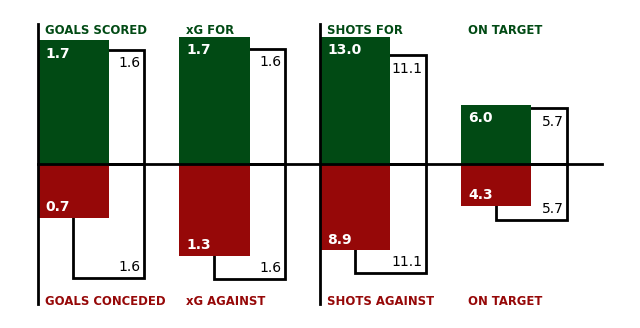 GOALS SCORED xG FOR SHOTS FOR ON TARGET
1.7 1.6 1.7 1.6 13.0 11.1 6.0 5.7
0.7 1.6 1.3 1.6 8.9 11.1 4.3 5.7
GOALS CONCEDED xG AGAINST SHOTS AGAINST ON TARGET